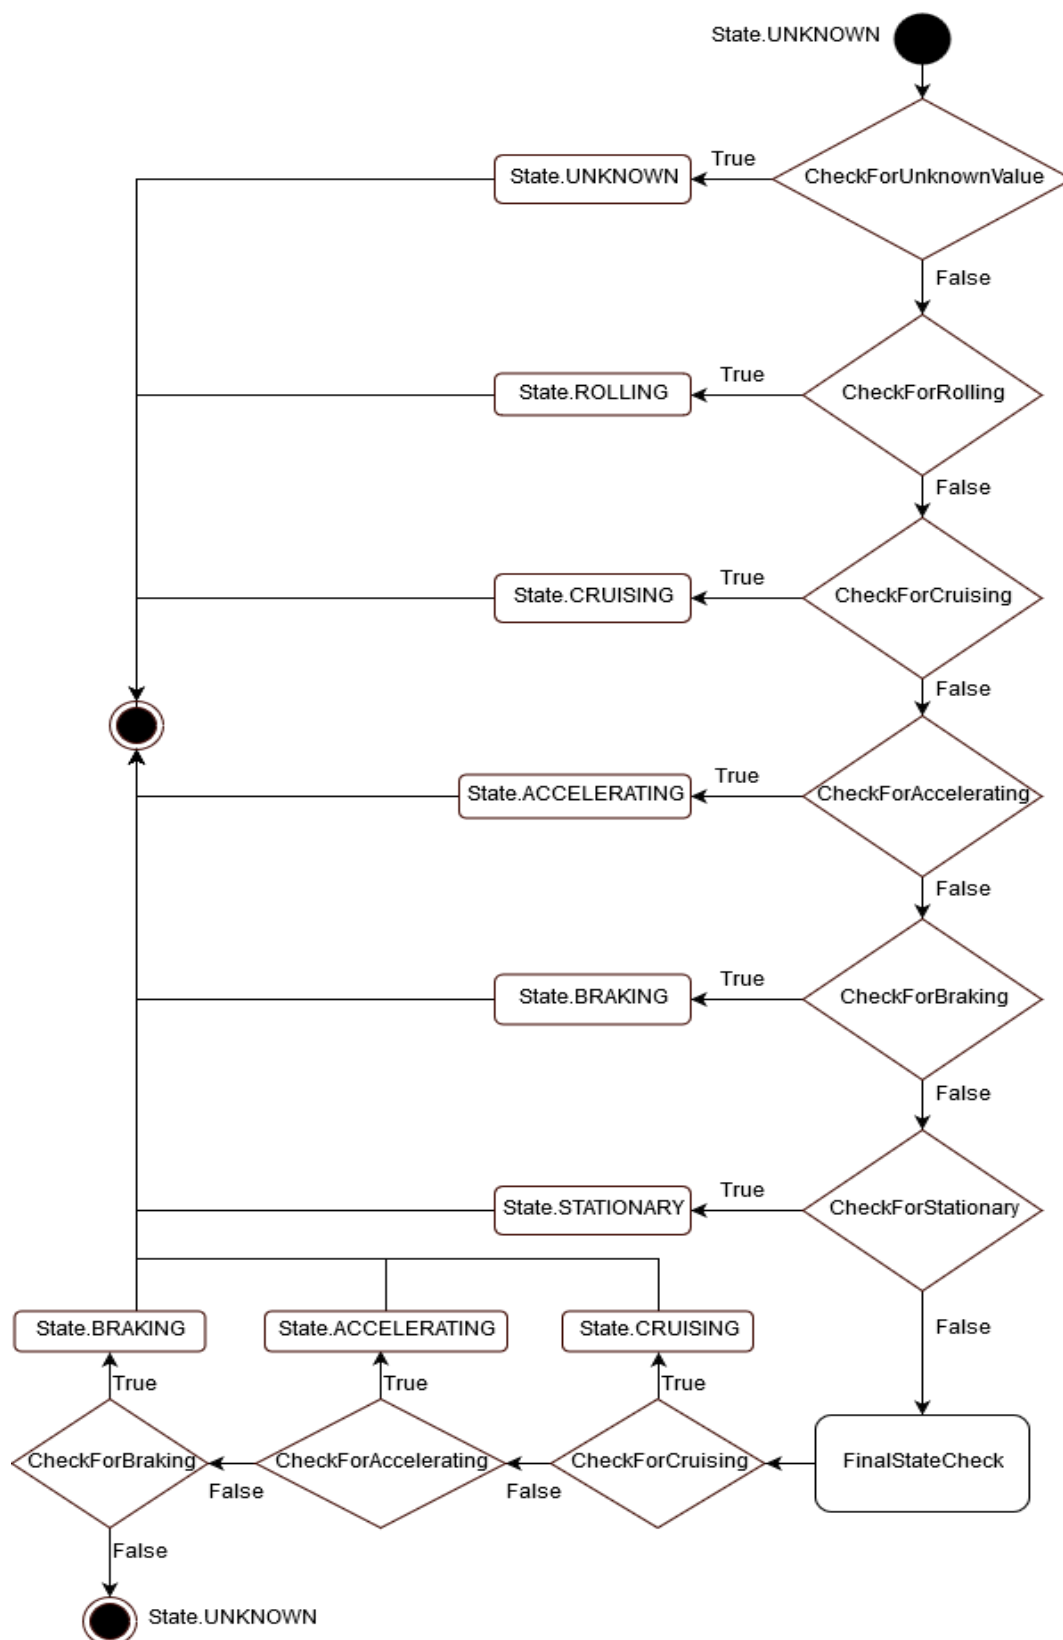 State.UNKNOWN
CheckForUnknownValue
True
State.UNKNOWN
False
CheckForRolling
True
State.ROLLING
False
CheckForCruising
True
State.CRUISING
False
CheckForAccelerating
True
State.ACCELERATING
False
CheckForBraking
True
State.BRAKING
False
CheckForStationary
True
State.STATIONARY
False
FinalStateCheck
CheckForCruising
True
State.CRUISING
False
CheckForAccelerating
True
State.ACCELERATING
False
CheckForBraking
True
State.BRAKING
False
State.UNKNOWN